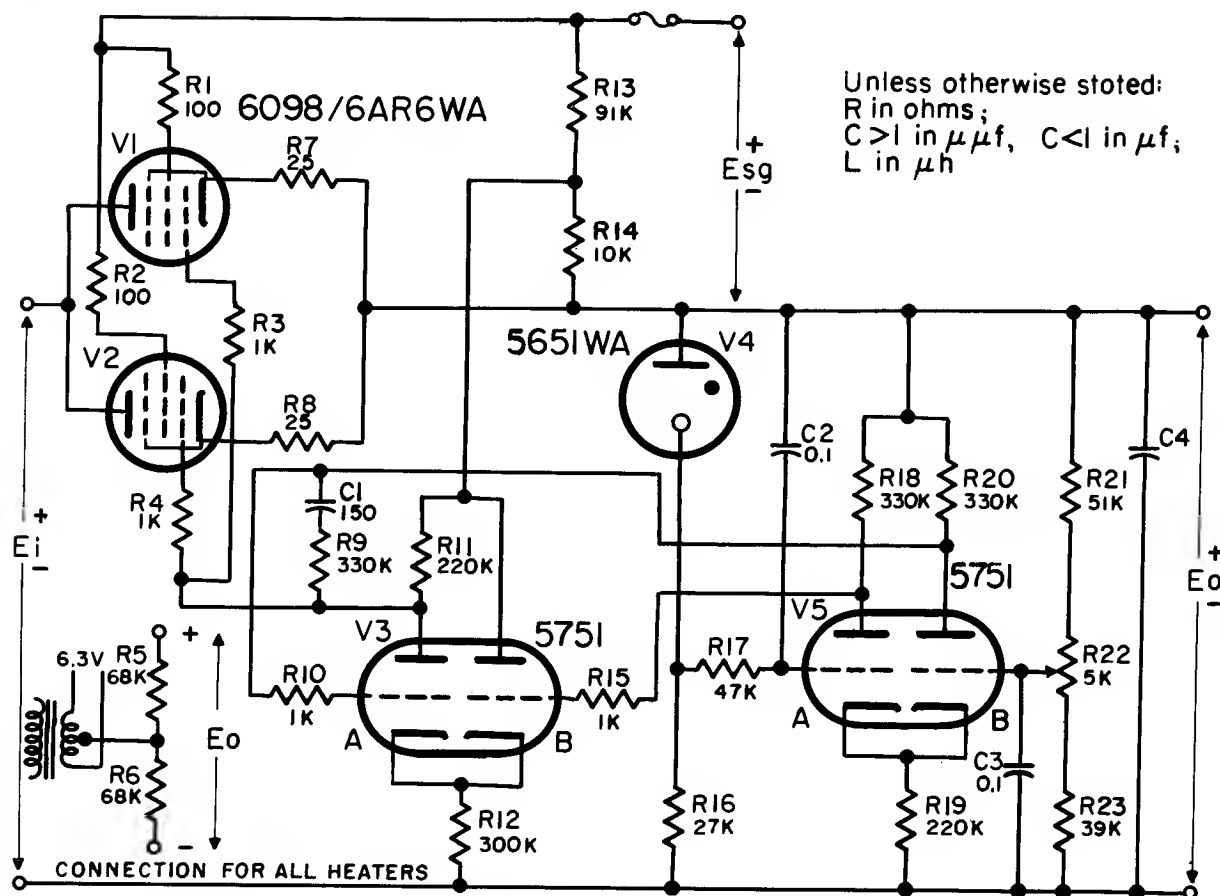 R1
100
6098/6AR6WA
V1
R7
25
R13
91K
+
Esg
-
Unless otherwise stoted:
R in ohms;
C>1 in μμf, C<1 in μf;
L in μh
R14
10K
R2
100
R3
1K
V2
5651WA
V4
R8
25
C2
0.1
C4
R4
1K
C1
150
R9
330K
R11
220K
R18
330K
R20
330K
R21
51K
+
Ei
-
+
Eo
-
V3
5751
V5
5751
R10
1K
R15
1K
R17
47K
R22
5K
A
B
A
B
6.3V
R5
68K
+
Eo
R6
68K
-
C3
0.1
R12
300K
R16
27K
R19
220K
R23
39K
CONNECTION FOR ALL HEATERS